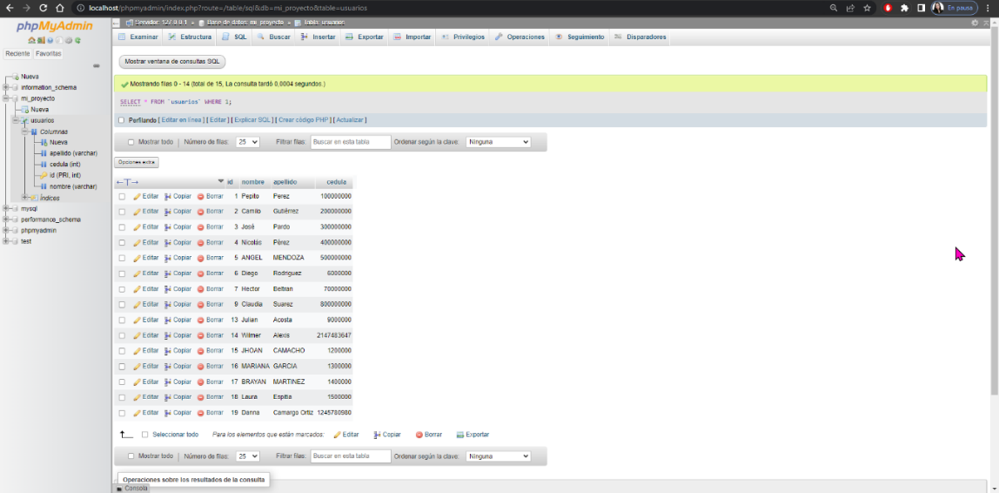 localhost/phpmyadmin/index.php?route=/table/sql&db=mi_proyecto&table=usuarios
En pausa
phpMyAdmin
Reciente Favoritas
Nueva
information_schema
mi_proyecto
Nueva
usuarios
Columnas
Nueva
apellido (varchar)
cedula (int)
id (PRI, int)
nombre (varchar)
Índices
mysql
performance_schema
phpmyadmin
test
Servidor: 127.0.0.1 » Base de datos: mi_proyecto » Tabla: usuarios
Examinar Estructura SQL Buscar Insertar Exportar Importar Privilegios Operaciones Seguimiento Disparadores
Mostrar ventana de consultas SQL
Mostrando filas 0 - 14 (total de 15, La consulta tardó 0,0004 segundos.)
SELECT * FROM `usuarios` WHERE 1;
Perfilando [ Editar en línea ] [ Editar ] [ Explicar SQL ] [ Crear código PHP ] [ Actualizar ]
Mostrar todo | Número de filas: 25 Filtrar filas: Buscar en esta tabla Ordenar según la clave: Ninguna
Opciones extra
←T→ id nombre apellido cedula
Editar Copiar Borrar 1 Pepito Perez 100000000
Editar Copiar Borrar 2 Camilo Gutiérrez 200000000
Editar Copiar Borrar 3 José Pardo 300000000
Editar Copiar Borrar 4 Nicolás Pérez 400000000
Editar Copiar Borrar 5 ANGEL MENDOZA 500000000
Editar Copiar Borrar 6 Diego Rodriguez 6000000
Editar Copiar Borrar 7 Hector Beltran 70000000
Editar Copiar Borrar 9 Claudia Suarez 800000000
Editar Copiar Borrar 13 Julian Acosta 9000000
Editar Copiar Borrar 14 Wilmer Alexis 2147483647
Editar Copiar Borrar 15 JHOAN CAMACHO 1200000
Editar Copiar Borrar 16 MARIANA GARCIA 1300000
Editar Copiar Borrar 17 BRAYAN MARTINEZ 1400000
Editar Copiar Borrar 18 Laura Espitia 1500000
Editar Copiar Borrar 19 Danna Camargo Ortiz 1245780980
Seleccionar todo Para los elementos que están marcados: Editar Copiar Borrar Exportar
Mostrar todo | Número de filas: 25 Filtrar filas: Buscar en esta tabla Ordenar según la clave: Ninguna
Operaciones sobre los resultados de la consulta
Consola